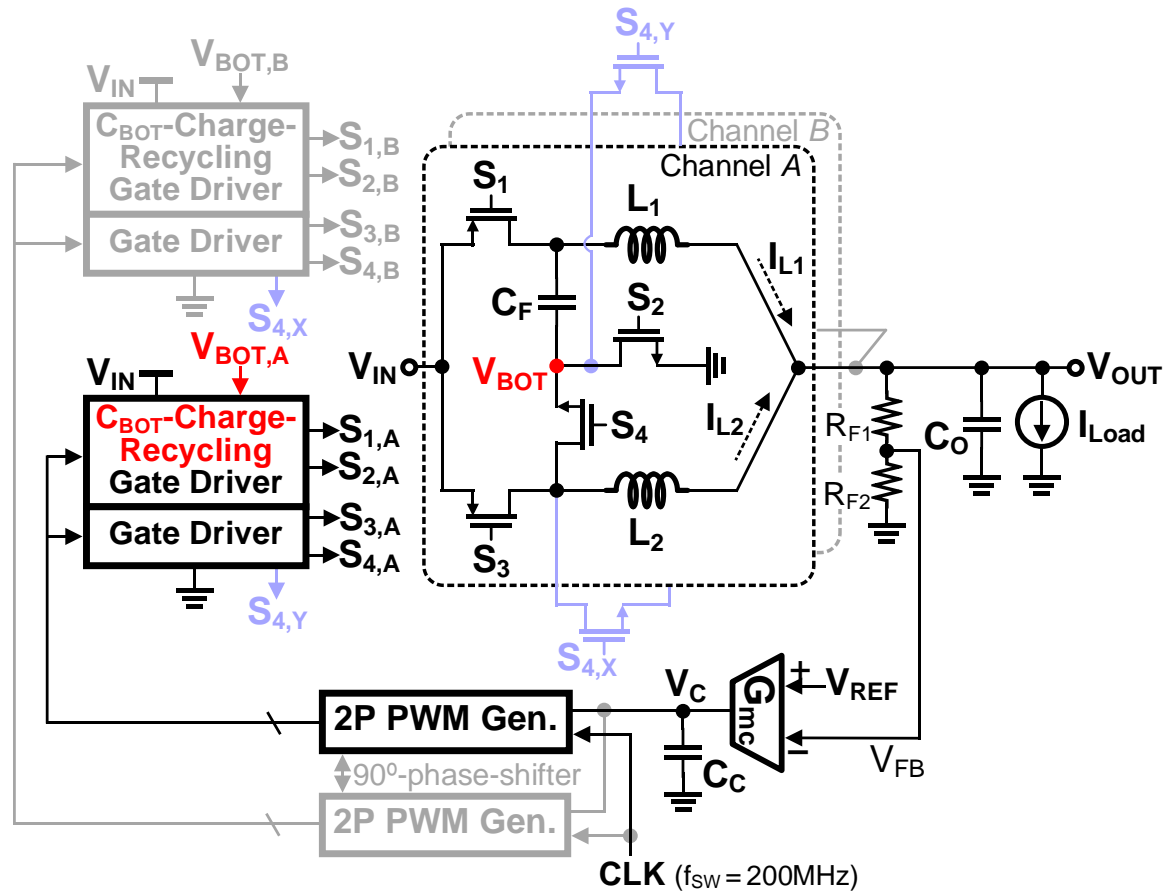 S4,Y
VBOT,B
VIN
CBOT-Charge-
Recycling
Gate Driver
S1,B
S2,B
Gate Driver
S3,B
S4,B
S4,X
Channel B
Channel A
S1
L1
IL1
CF
S2
VIN
VBOT
S4
IL2
L2
S3
S4,X
VOUT
RF1
RF2
CO
ILoad
VBOT,A
VIN
CBOT-Charge-
Recycling
Gate Driver
S1,A
S2,A
Gate Driver
S3,A
S4,A
S4,Y
2P PWM Gen.
VC
CC
Gmc
+
−
VREF
VFB
90º-phase-shifter
2P PWM Gen.
CLK (fSW = 200MHz)